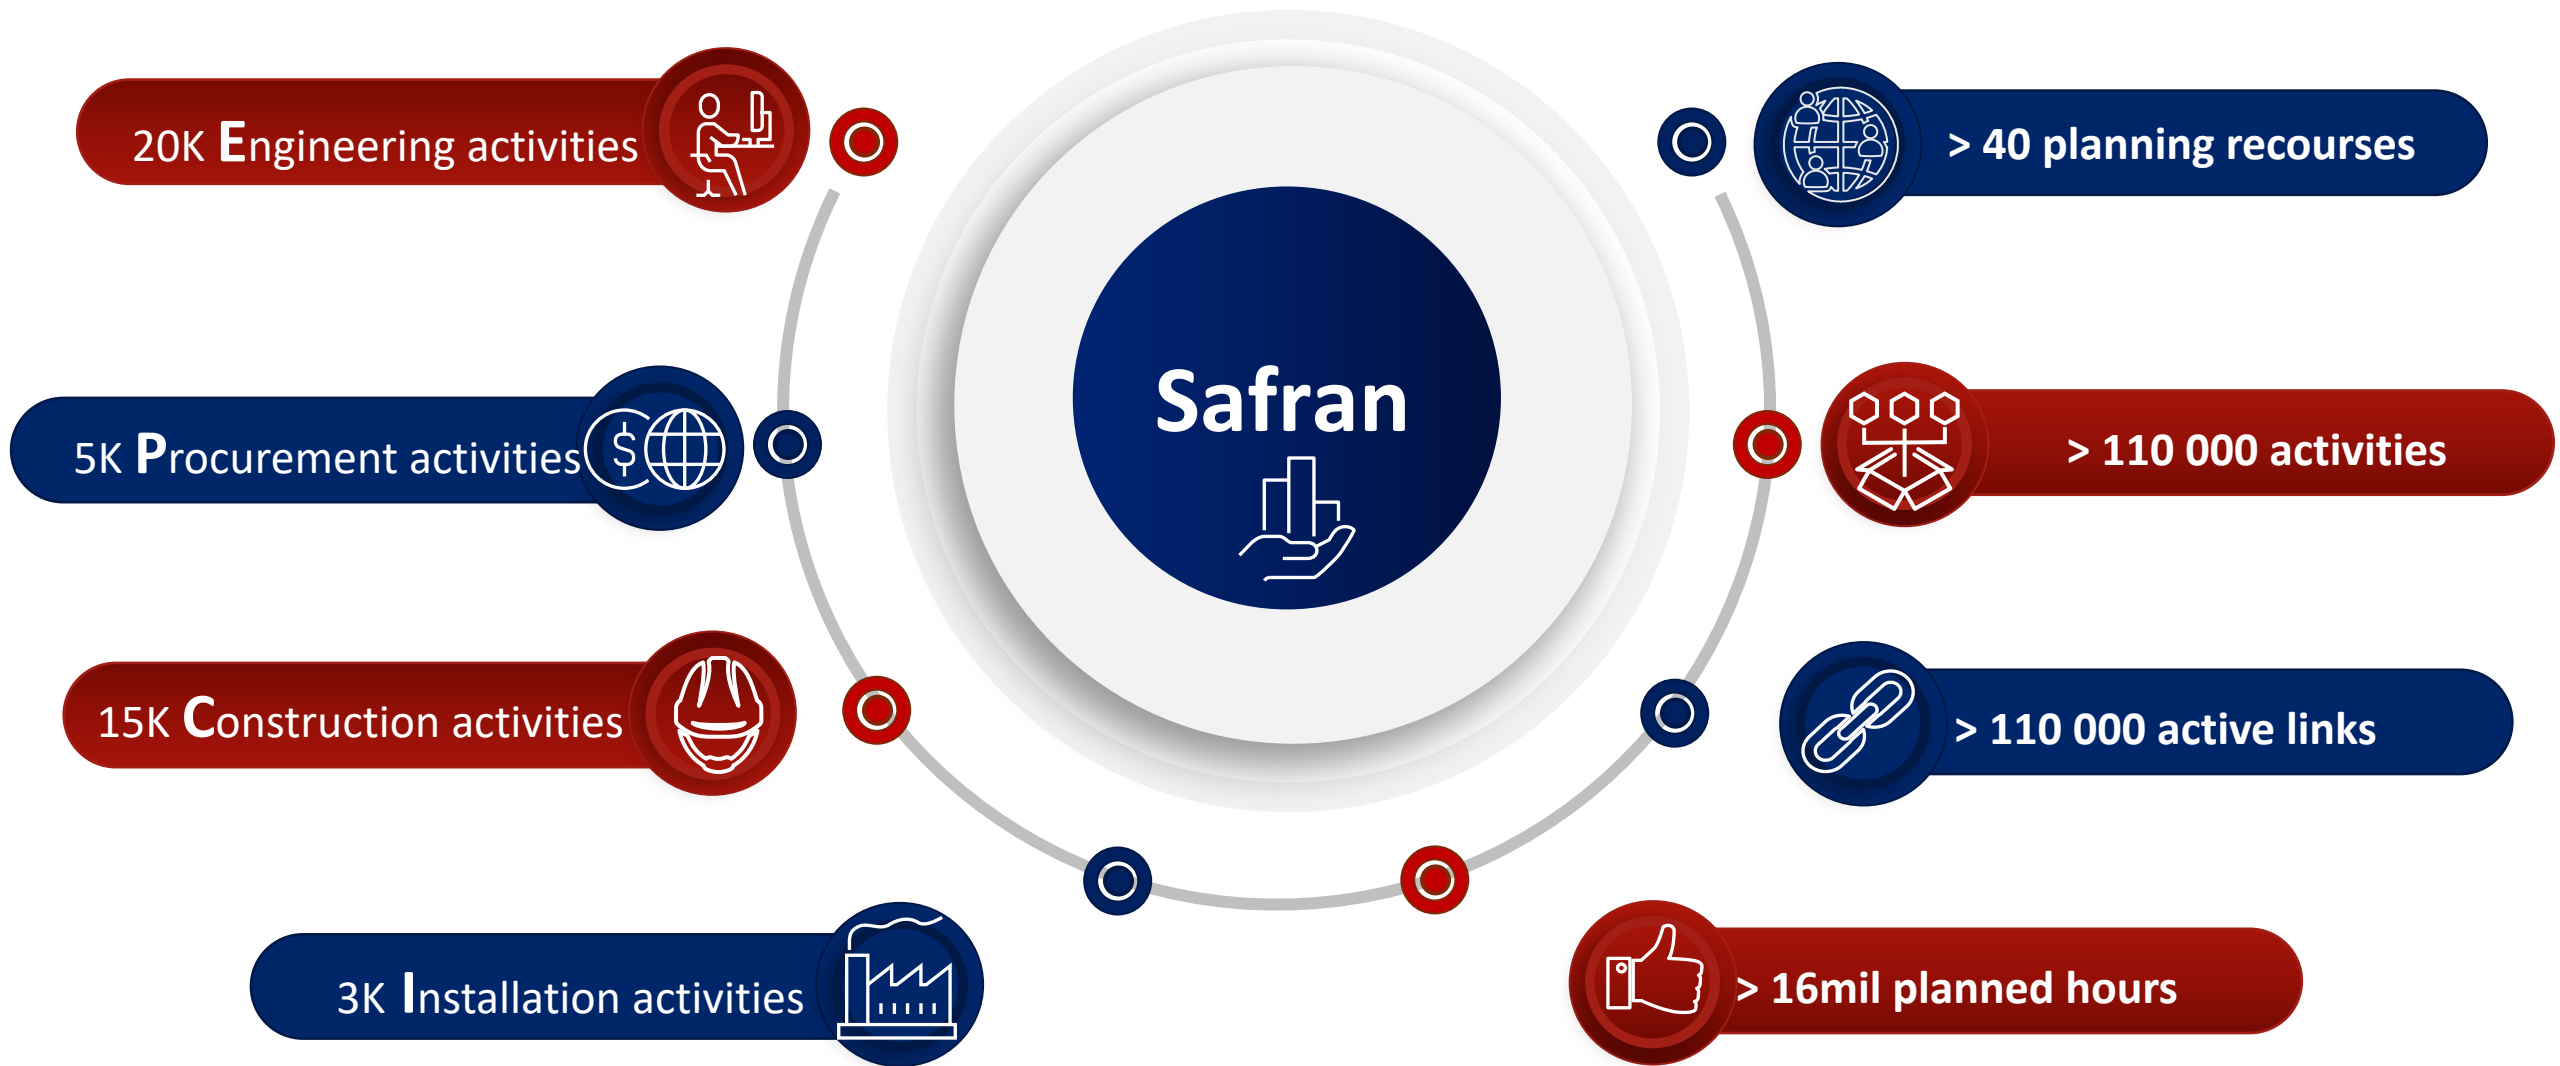 20K Engineering activities
5K Procurement activities
15K Construction activities
3K Installation activities
Safran
> 40 planning recourses
> 110 000 activities
> 110 000 active links
> 16mil planned hours